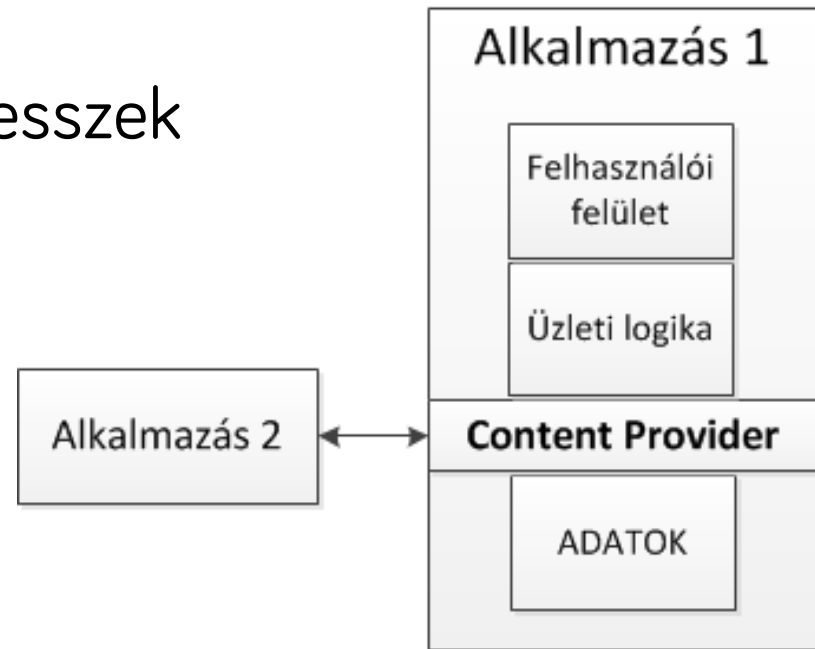 esszek
Alkalmazás 1
Felhasználói
felület
Üzleti logika
Alkalmazás 2
Content Provider
ADATOK